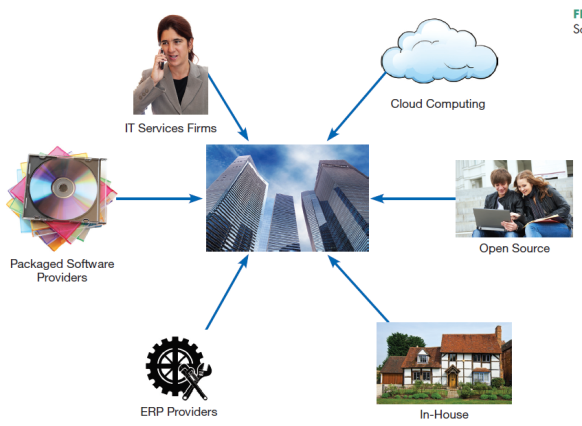 IT Services Firms
Cloud Computing
Packaged Software
Providers
Open Source
ERP Providers
In-House